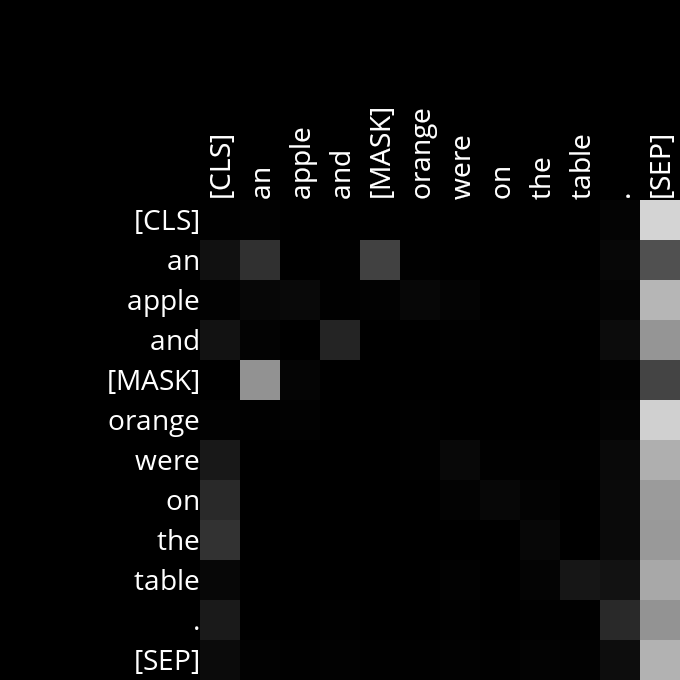 [CLS] an apple and [MASK] orange were on the table . [SEP]
[CLS]
an
apple
and
[MASK]
orange
were
on
the
table
.
[SEP]